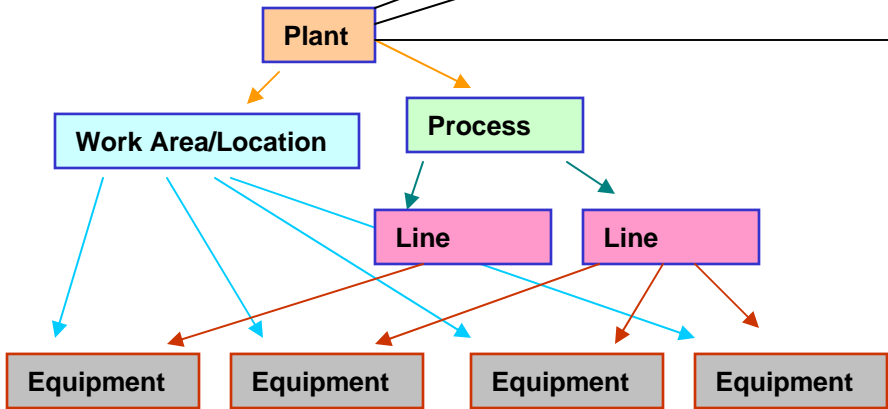 Plant
Work Area/Location
Process
Line
Line
Equipment
Equipment
Equipment
Equipment